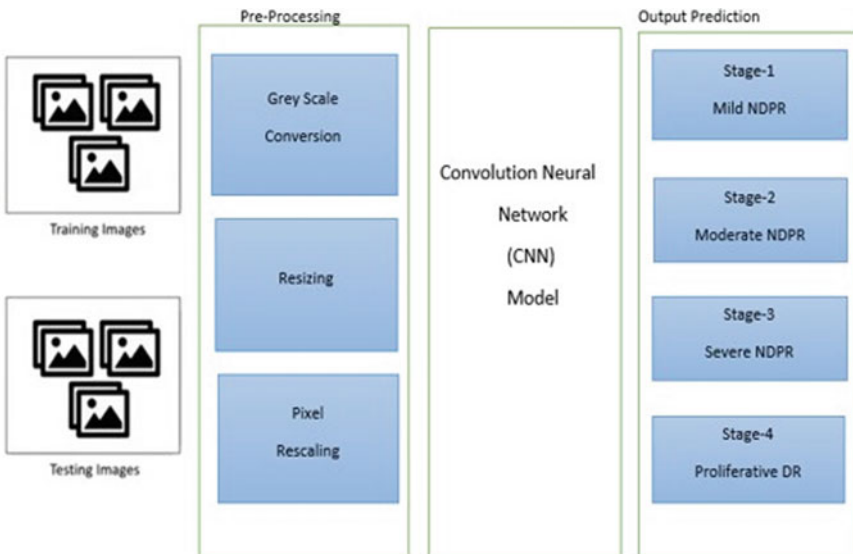 Pre-Processing
Output Prediction
Training Images
Testing Images
Grey Scale
Conversion
Resizing
Pixel
Rescaling
Convolution Neural
Network
(CNN)
Model
Stage-1
Mild NDPR
Stage-2
Moderate NDPR
Stage-3
Severe NDPR
Stage-4
Proliferative DR